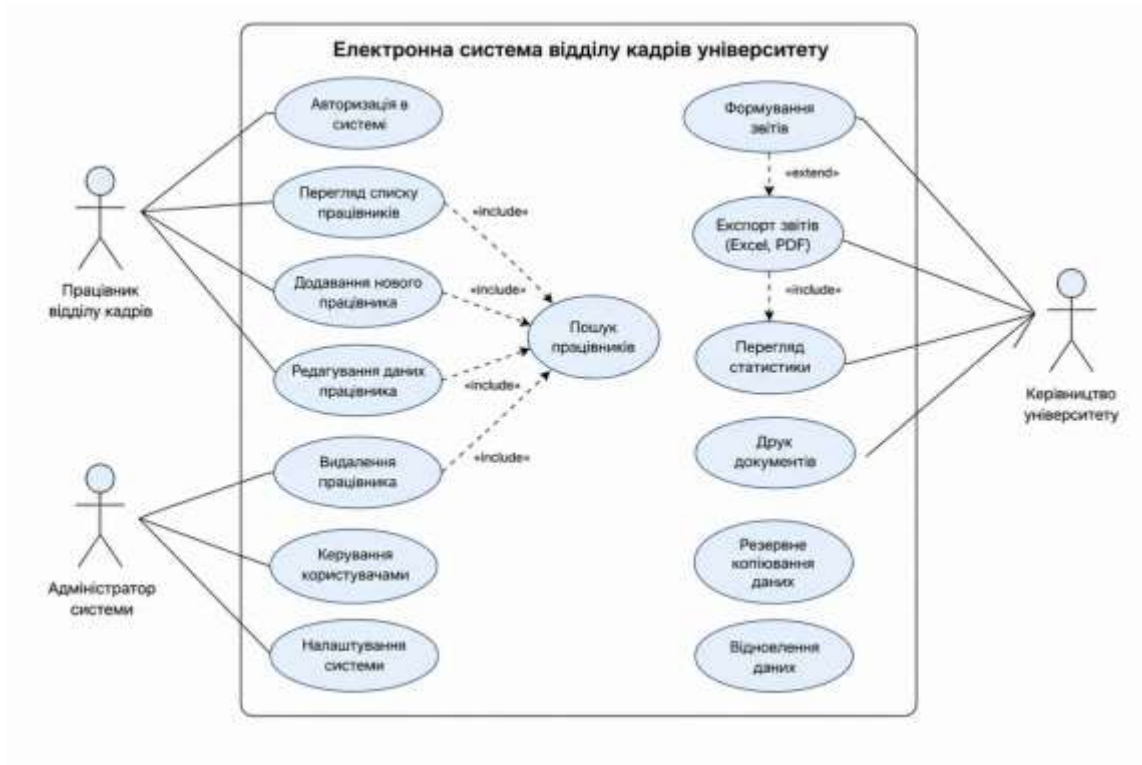 Електронна система відділу кадрів університету
Авторизація в
системі
Перегляд списку
працівників
Додавання нового
працівника
Редагування даних
працівника
Видалення
працівника
Керування
користувачами
Налаштування
системи
«include»
«include»
«include»
«include»
Пошук
працівників
Формування
звітів
«extend»
Експорт звітів
(Excel, PDF)
«include»
Перегляд
статистики
Друк
документів
Резервне
копіювання
даних
Відновлення
даних
Працівник
відділу кадрів
Адміністратор
системи
Керівництво
університету